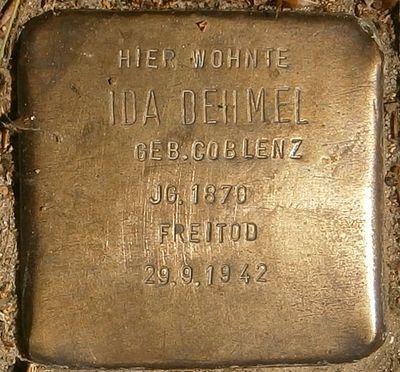 HIER WOHNTE
IDA DEHMEL
GEB. COBLENZ
JG. 1870
FREITOD
29.9.1942